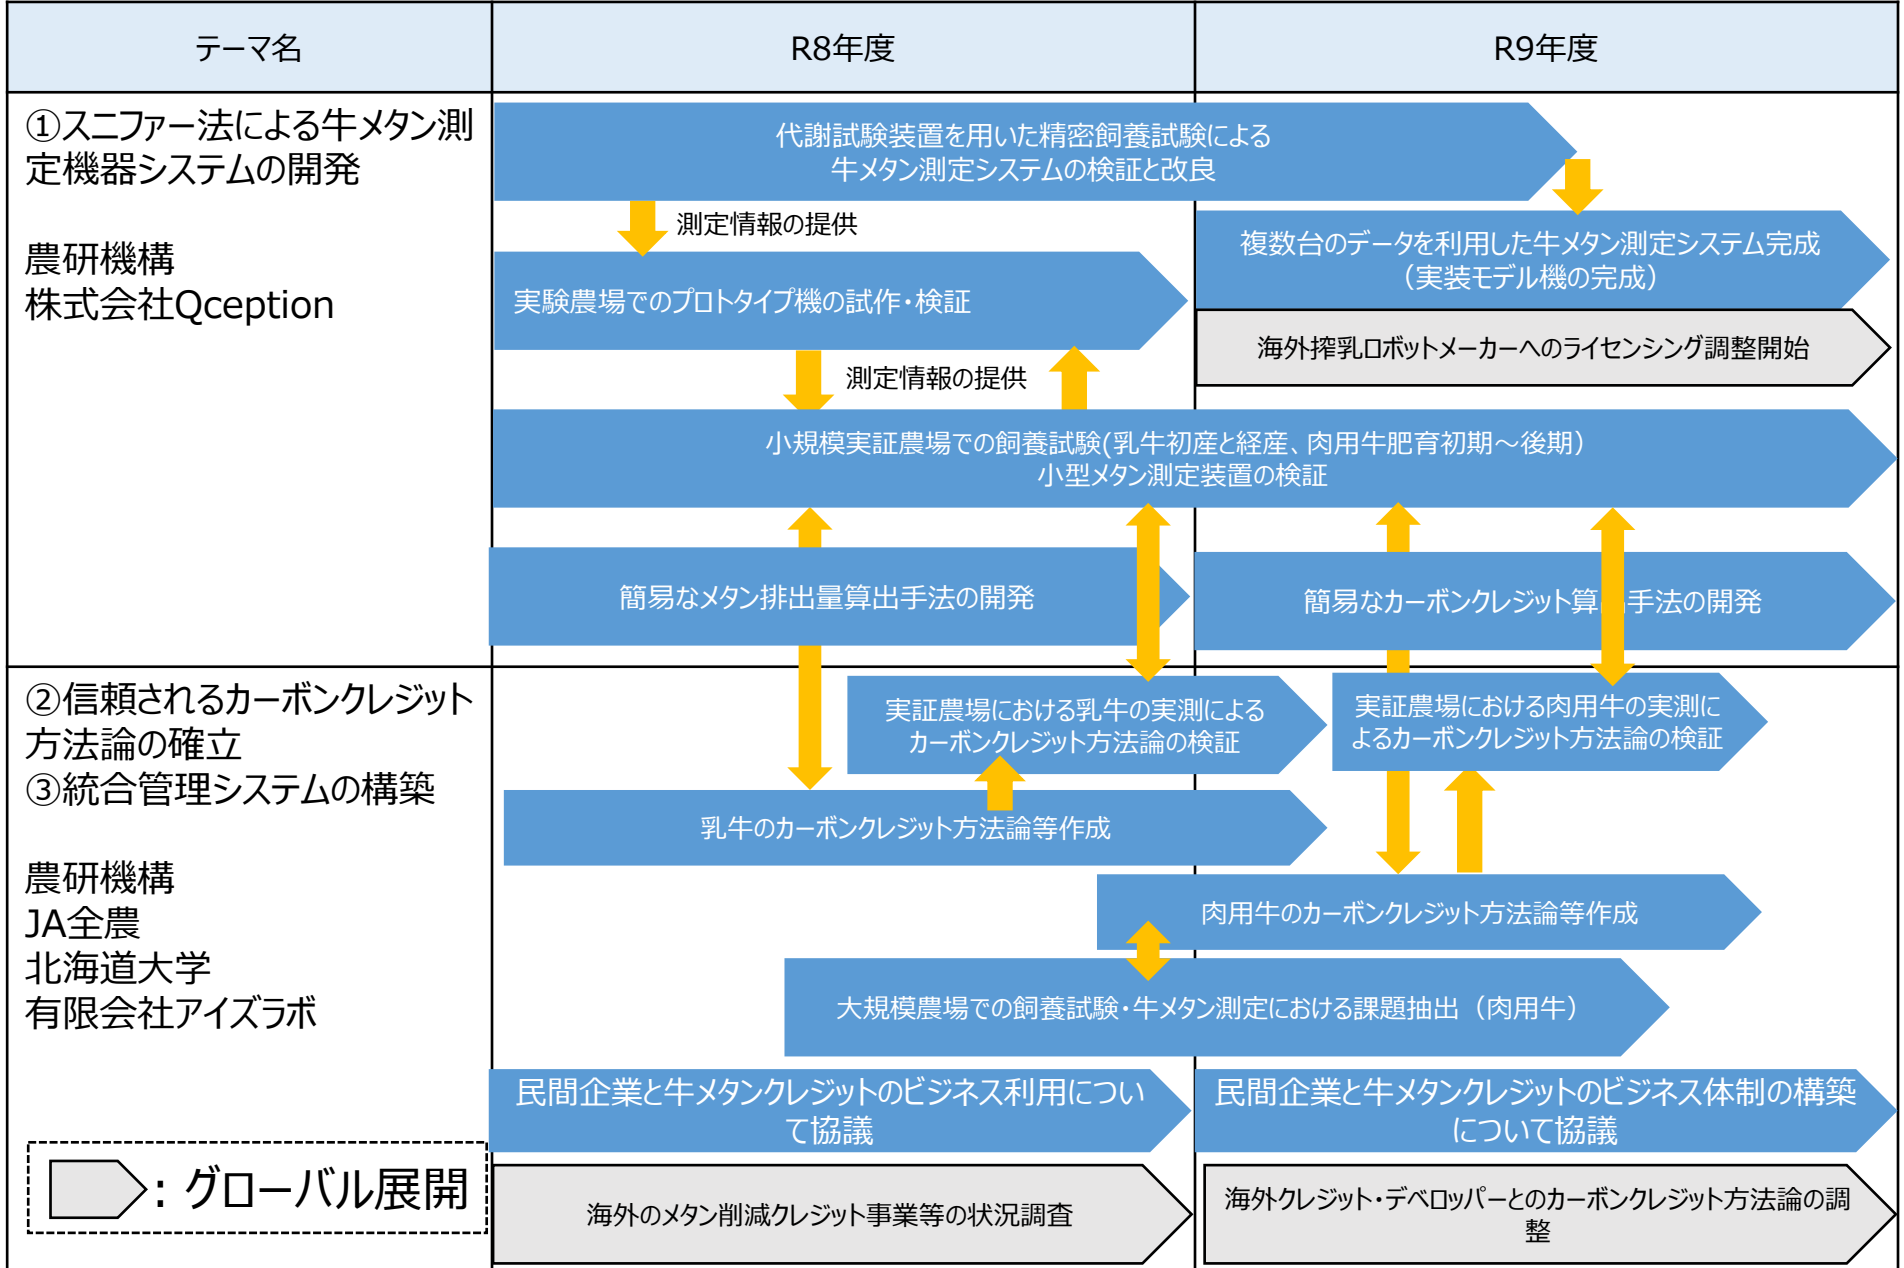 テーマ名
R8年度
R9年度
①スニファー法による牛メタン測
定機器システムの開発
農研機構
株式会社Qception
代謝試験装置を用いた精密飼養試験による
牛メタン測定システムの検証と改良
測定情報の提供
複数台のデータを利用した牛メタン測定システム完成
（実装モデル機の完成）
実験農場でのプロトタイプ機の試作・検証
海外搾乳ロボットメーカーへのライセンシング調整開始
測定情報の提供
小規模実証農場での飼養試験(乳牛初産と経産、肉用牛肥育初期～後期）
小型メタン測定装置の検証
簡易なメタン排出量算出手法の開発
簡易なカーボンクレジット算出手法の開発
②信頼されるカーボンクレジット
方法論の確立
③統合管理システムの構築
農研機構
JA全農
北海道大学
有限会社アイズラボ
実証農場における乳牛の実測による
カーボンクレジット方法論の検証
実証農場における肉用牛の実測に
よるカーボンクレジット方法論の検証
乳牛のカーボンクレジット方法論等作成
肉用牛のカーボンクレジット方法論等作成
大規模農場での飼養試験・牛メタン測定における課題抽出（肉用牛）
民間企業と牛メタンクレジットのビジネス利用につい
て協議
民間企業と牛メタンクレジットのビジネス体制の構築
について協議
：グローバル展開
海外のメタン削減クレジット事業等の状況調査
海外クレジット・デベロッパーとのカーボンクレジット方法論の調
整